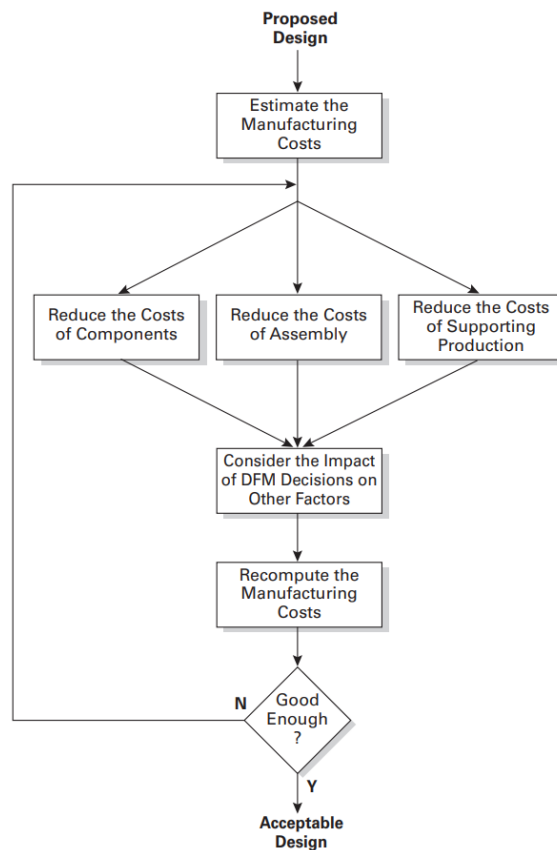 Proposed
Design
Estimate the
Manufacturing
Costs
Reduce the Costs
of Components
Reduce the Costs
of Assembly
Reduce the Costs
of Supporting
Production
Consider the Impact
of DFM Decisions on
Other Factors
Recompute the
Manufacturing
Costs
N
Good
Enough
?
Y
Acceptable
Design